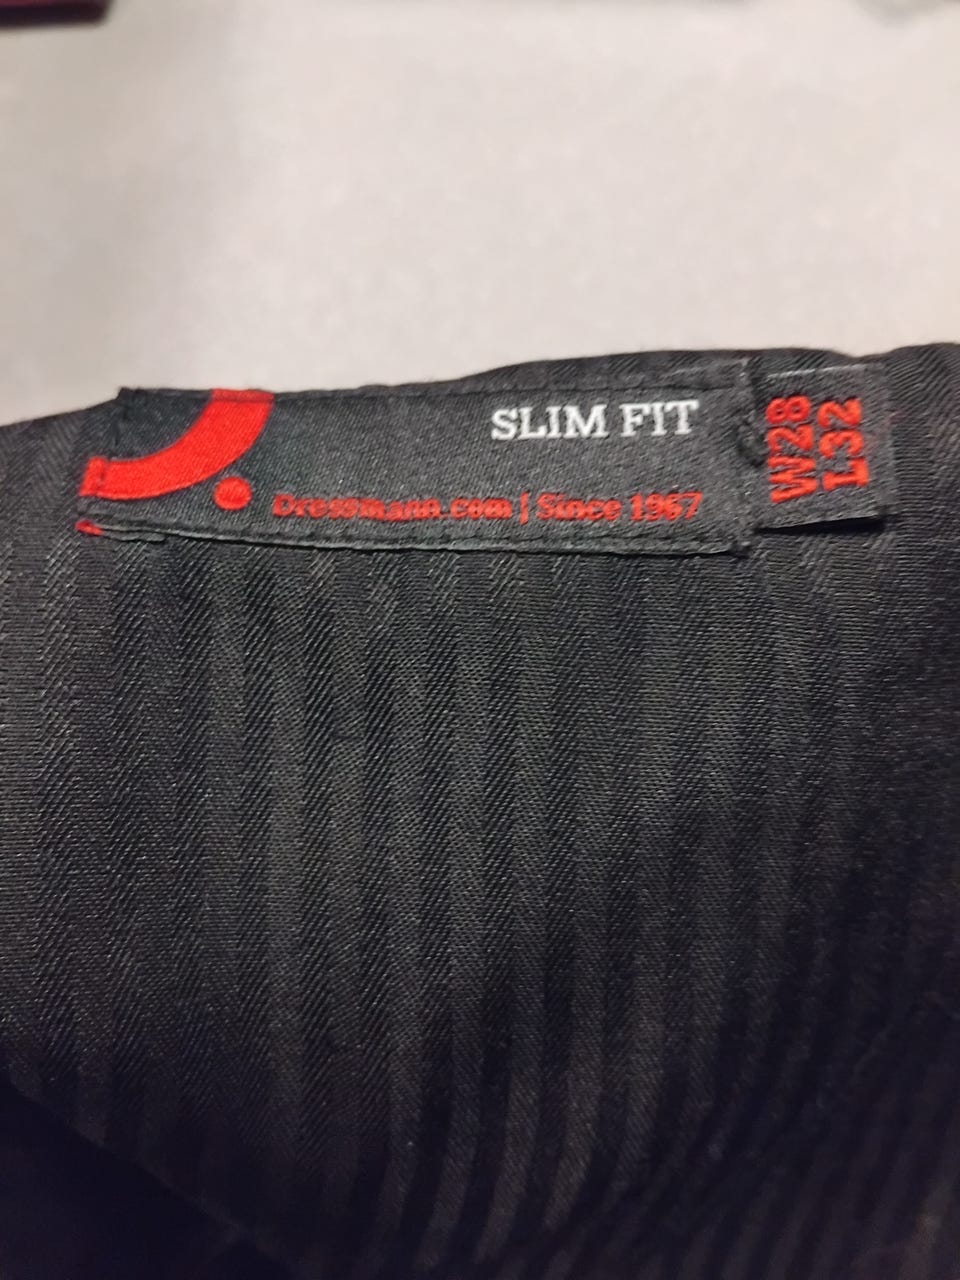 SLIM FIT
Dressmann.com | Since 1967
W28
L32